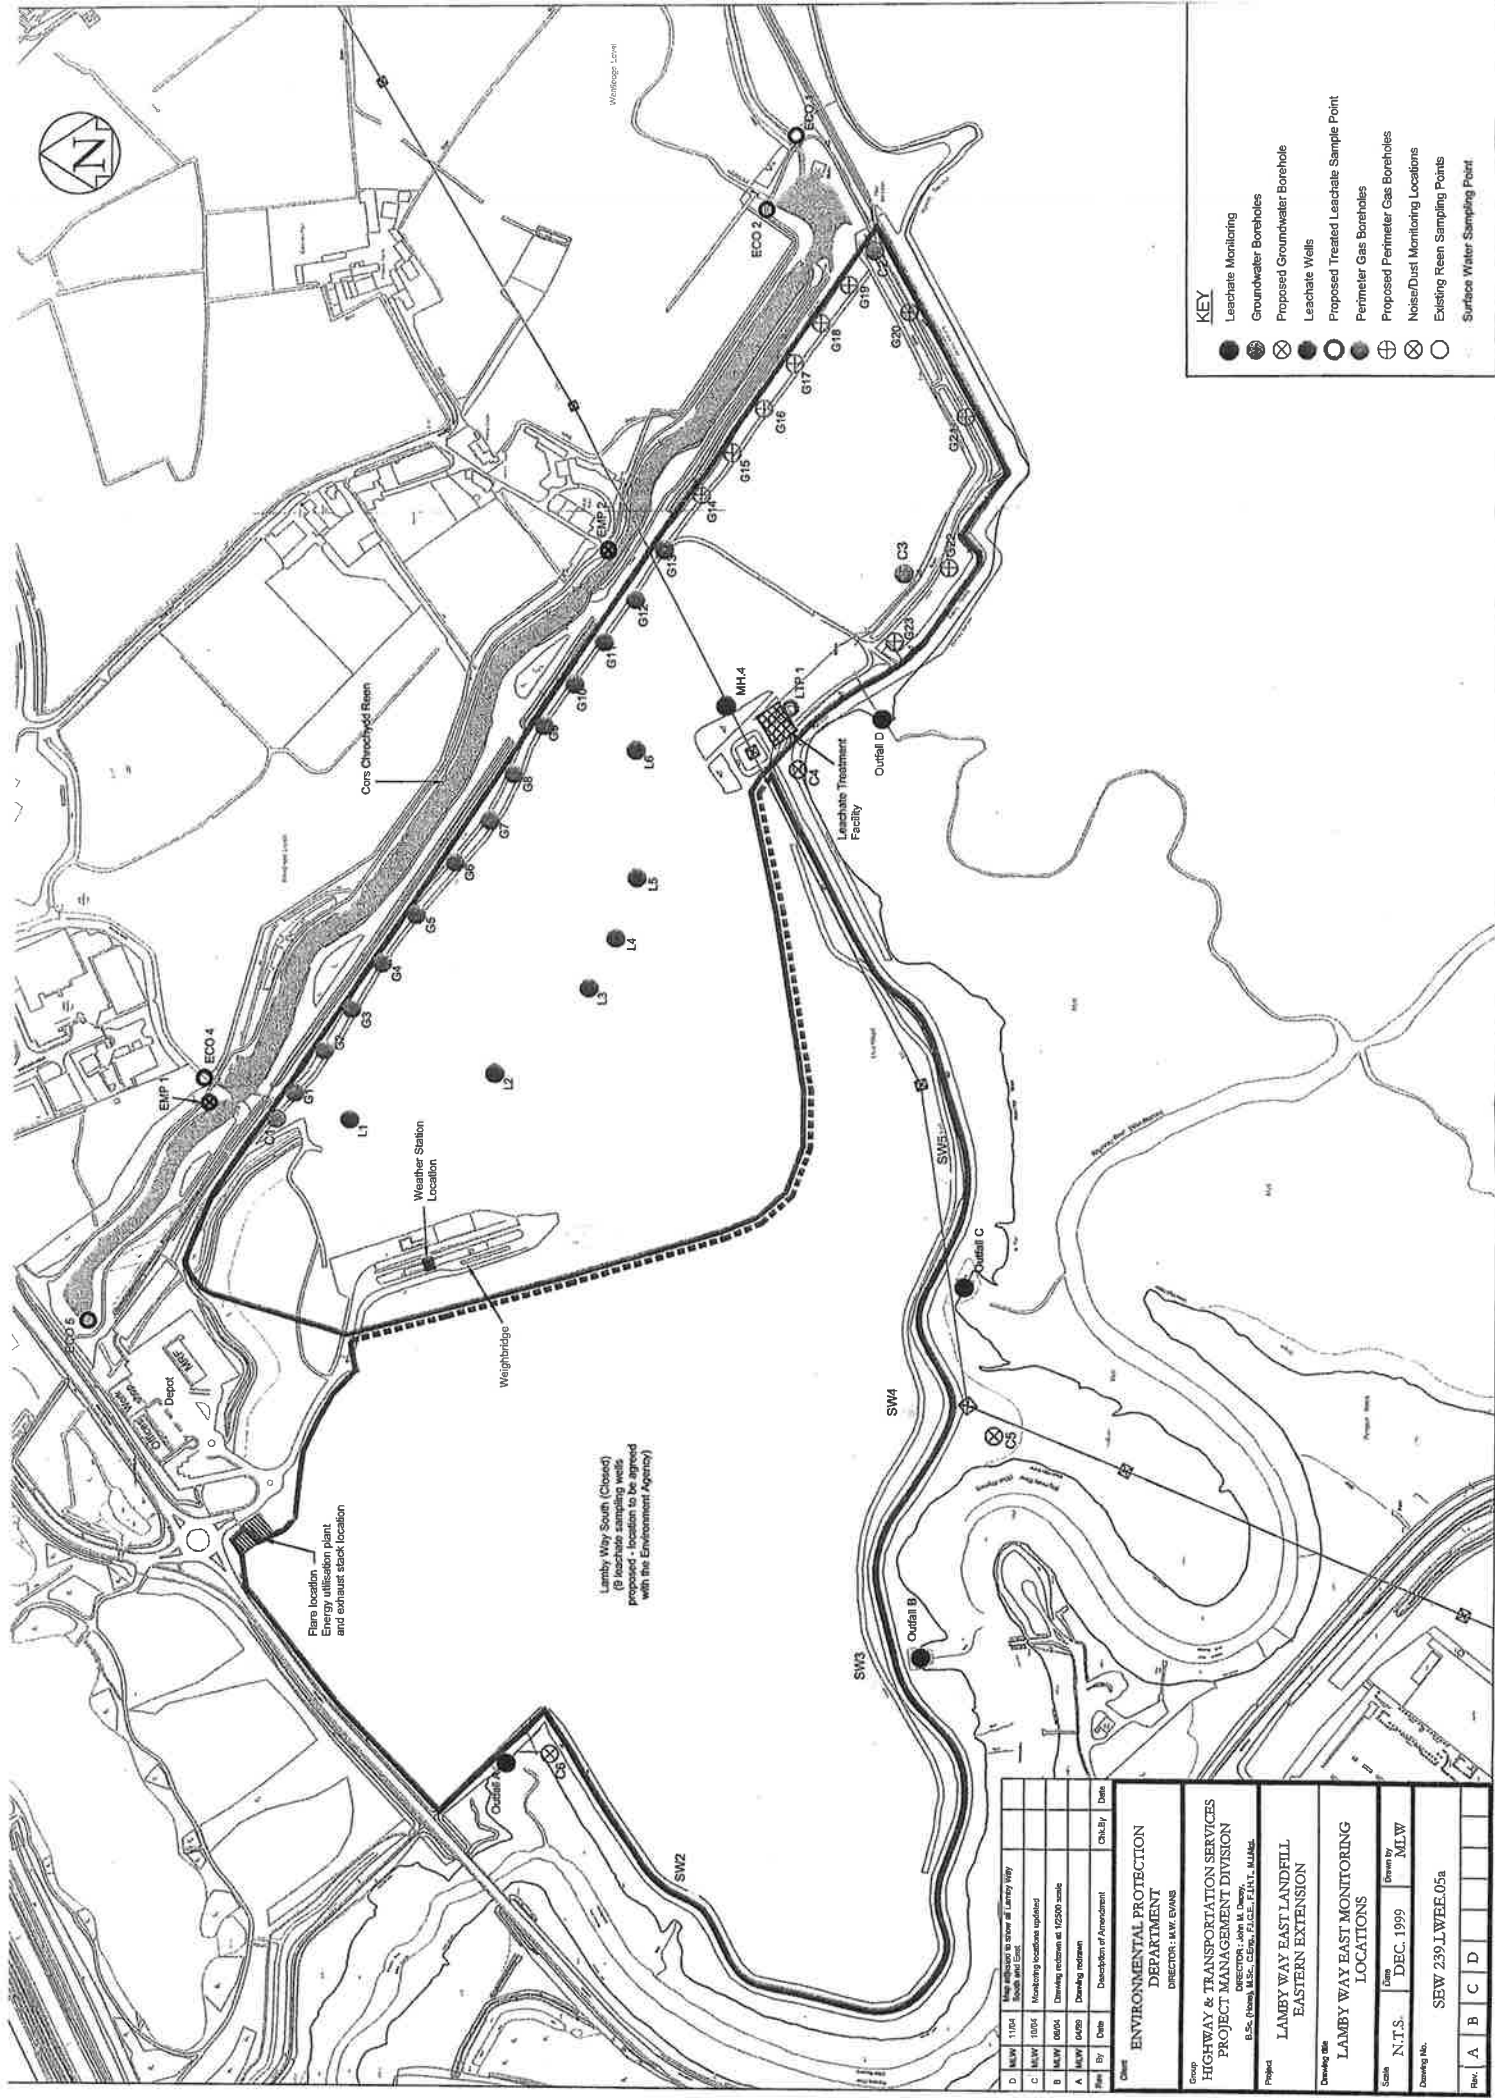 N
Wentlooge Level
ECO 1
ECO 2
C2
G19
G18
G17
G20
G16
G21
G15
G14
EMP 2
G13
C3
G22
G12
G23
G11
Cors Chrochydd Reen
G10
MH.4
LTP.1
G9
L6
Outfall D
G8
C4
Leachate Treatment
Facility
G7
G6
L5
G5
L4
G4
L3
G3
G2
ECO 4
EMP 1
L2
G1
C1
L1
SW5
Weather Station
Location
Outfall C
ECO 5
MRF
Weighbridge
Work
shop
Offices
Depot
SW4
C5
Lamby Way South (Closed)
(9 leachate sampling wells
proposed - location to be agreed
with the Environment Agency)
Flare location
Energy utilisation plant
and exhaust stack location
Outfall B
SW3
Outfall A
C6
SW2
Mud
KEY
Leachate Monitoring
Groundwater Boreholes
Proposed Groundwater Borehole
Leachate Wells
Proposed Treated Leachate Sample Point
Perimeter Gas Boreholes
Proposed Perimeter Gas Boreholes
Noise/Dust Monitoring Locations
Existing Reen Sampling Points
Surface Water Sampling Point
D MLW 11/04 Map adjusted to show all Lamby Way
South and East
C MLW 10/04 Monitoring locations updated
B MLW 06/04 Drawing redrawn at 1/2500 scale
A MLW 04/99 Drawing redrawn
Rev By Date Description of Amendment Chk.By Date
Client
ENVIRONMENTAL PROTECTION
DEPARTMENT
DIRECTOR: M.W. EVANS
Group
HIGHWAY & TRANSPORTATION SERVICES
PROJECT MANAGEMENT DIVISION
Project
LAMBY WAY EAST LANDFILL
EASTERN EXTENSION
Drawing title
LAMBY WAY EAST MONITORING
LOCATIONS
Scale N.T.S. Date DEC. 1999 Drawn by MLW
Drawing No.
SEW 239.LWEE.05a
Rev. A B C D